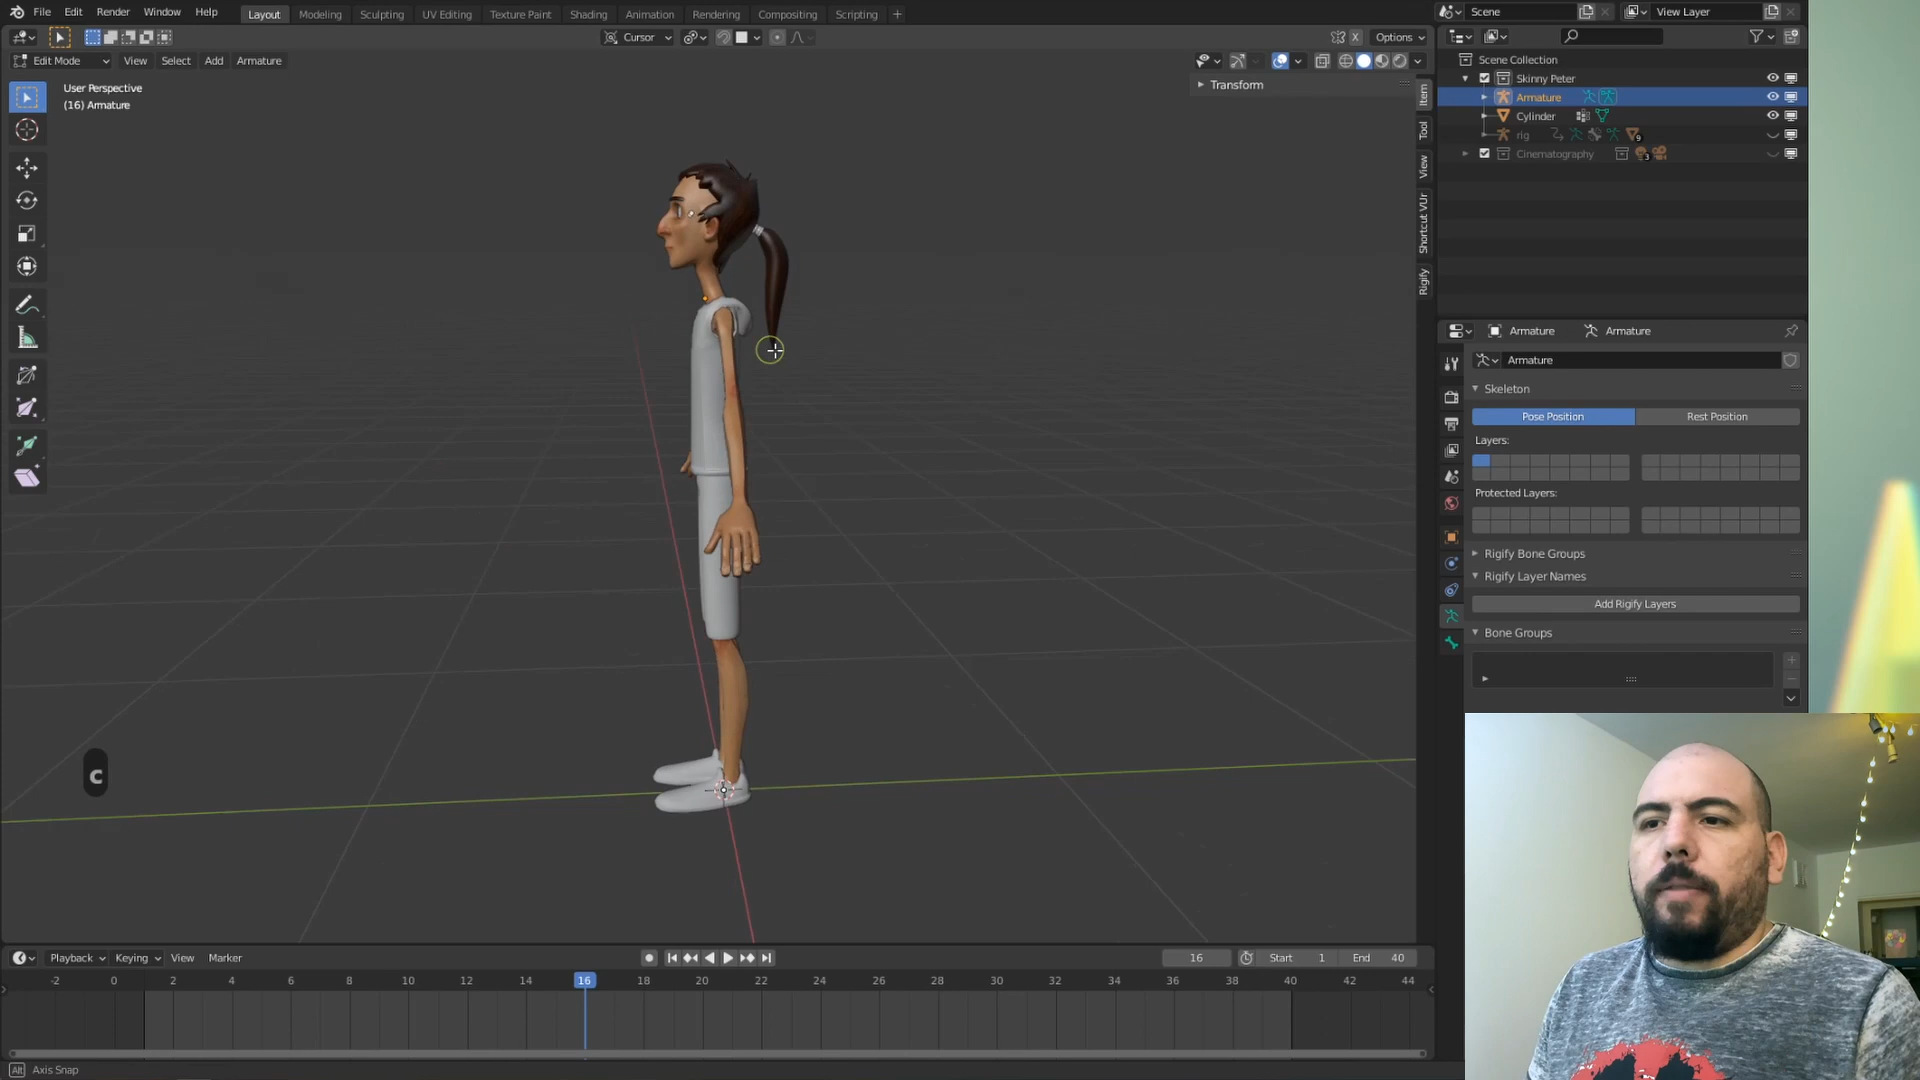 File Edit Render Window Help
Layout Modeling Sculpting UV Editing Texture Paint Shading Animation Rendering Compositing Scripting +
Scene
View Layer
Cursor
X
Options
Edit Mode View Select Add Armature
User Perspective
(16) Armature
Transform
Item
Tool
View
Shortcut VUr
Rigify
Scene Collection
Skinny Peter
Armature
Cylinder
rig
9
Cinematography
3
Armature
Armature
Armature
Skeleton
Pose Position
Rest Position
Layers:
Protected Layers:
Rigify Bone Groups
Rigify Layer Names
Add Rigify Layers
Bone Groups
c
Playback Keying View Marker
16
Start 1
End 40
-2 0 2 4 6 8 10 12 14 16 18 20 22 24 26 28 30 32 34 36 38 40 42 44
Alt Axis Snap